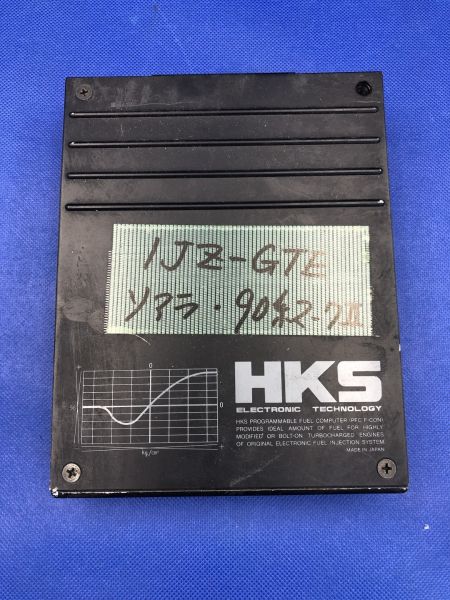 1JZ-GTE
ソアラ・90系マークII
0
0
kg/cm²
HKS
ELECTRONIC TECHNOLOGY
HKS PROGRAMMABLE FUEL COMPUTER (PFC F-CON)
PROVIDES IDEAL AMOUNT OF FUEL FOR HIGHLY
MODIFIED OR BOLT-ON TURBOCHARGED ENGINES
OF ORIGINAL ELECTRONIC FUEL INJECTION SYSTEM
MADE IN JAPAN